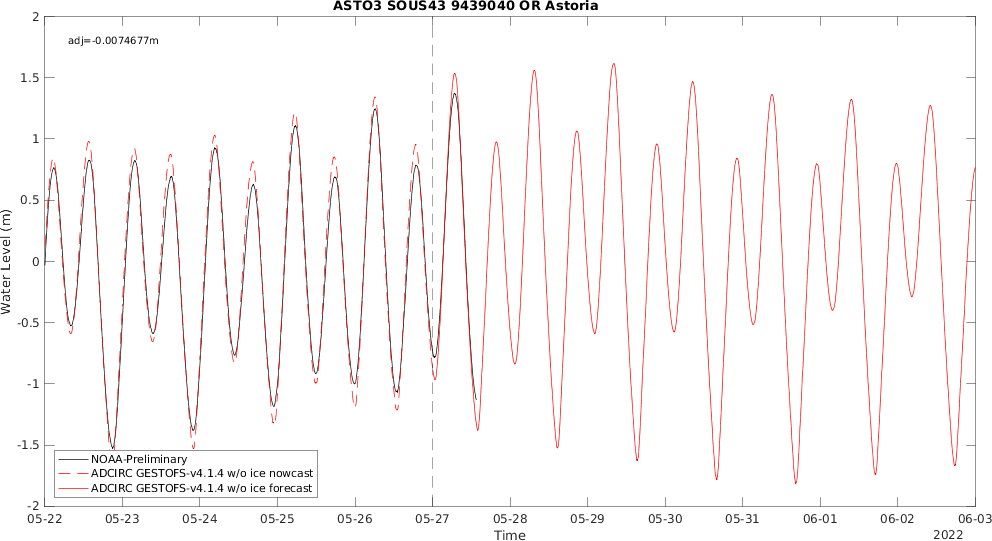 ASTO3 SOUS43 9439040 OR Astoria
adj=-0.0074677m
Water Level (m)
2
1.5
1
0.5
0
-0.5
-1
-1.5
-2
NOAA-Preliminary
ADCIRC GESTOFS-v4.1.4 w/o ice nowcast
ADCIRC GESTOFS-v4.1.4 w/o ice forecast
05-22 05-23 05-24 05-25 05-26 05-27 05-28 05-29 05-30 05-31 06-01 06-02 06-03
Time
2022